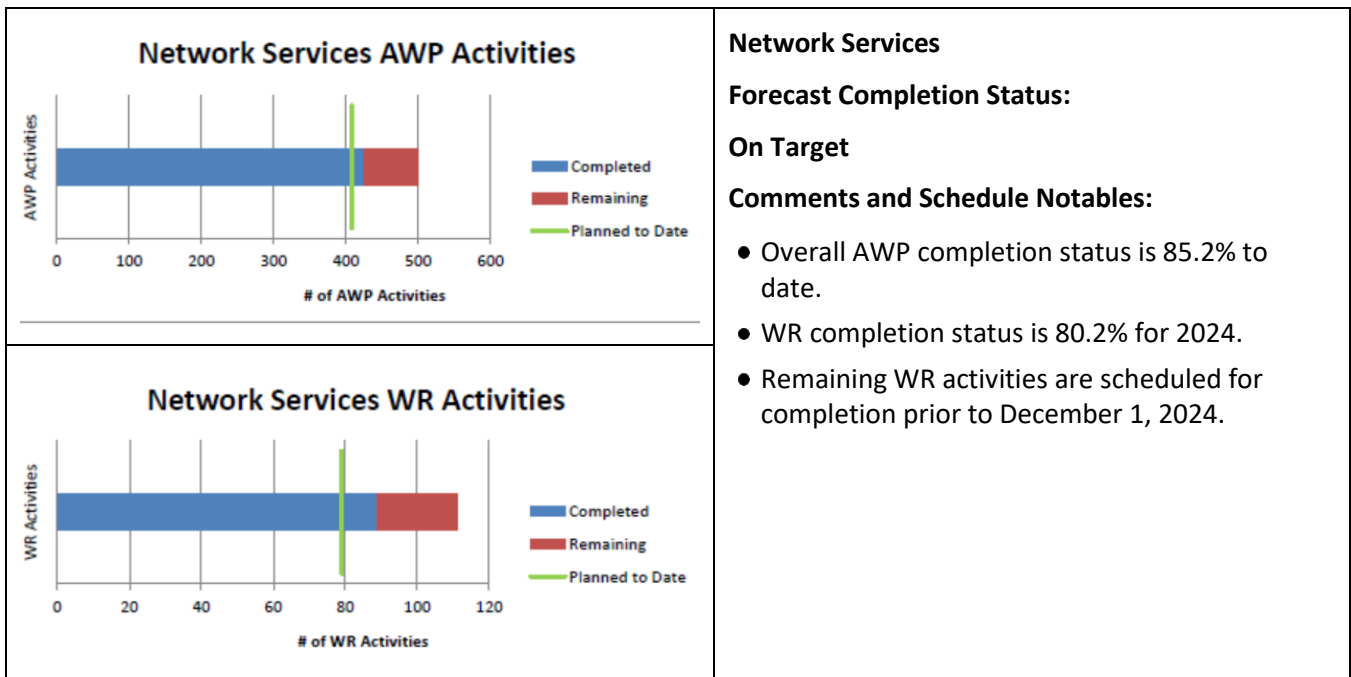 Network Services AWP Activities
AWP Activities
Completed
Remaining
Planned to Date
0 100 200 300 400 500 600
# of AWP Activities
Network Services WR Activities
WR Activities
Completed
Remaining
Planned to Date
0 20 40 60 80 100 120
# of WR Activities
Network Services
Forecast Completion Status:
On Target
Comments and Schedule Notables:
● Overall AWP completion status is 85.2% to
date.
● WR completion status is 80.2% for 2024.
● Remaining WR activities are scheduled for
completion prior to December 1, 2024.